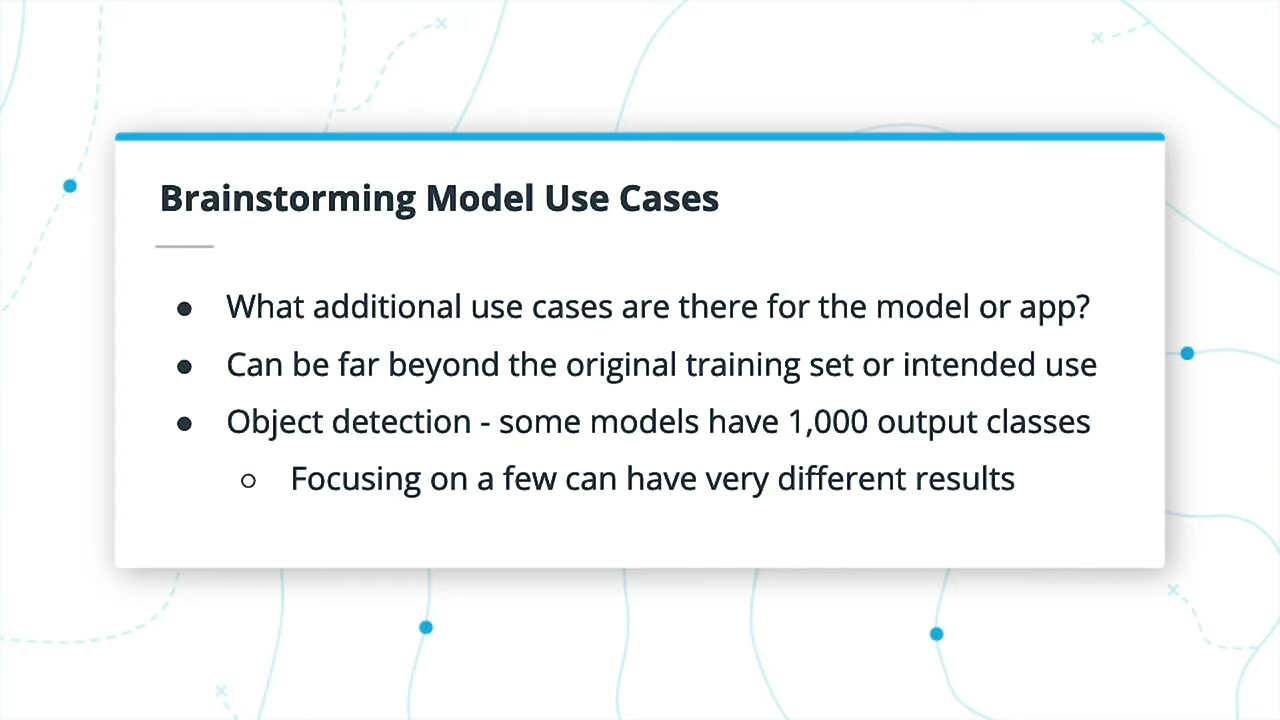 Brainstorming Model Use Cases
● What additional use cases are there for the model or app?
● Can be far beyond the original training set or intended use
● Object detection - some models have 1,000 output classes
○ Focusing on a few can have very different results